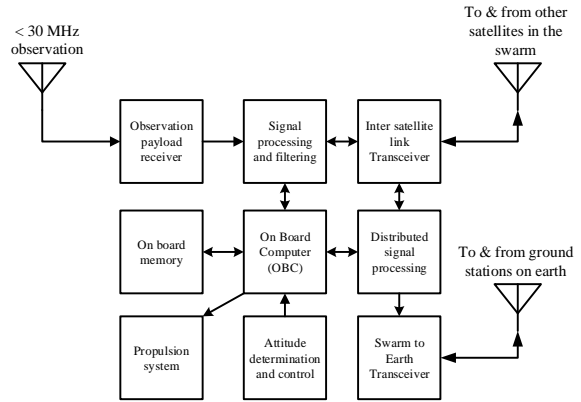 < 30 MHz
observation
To & from other
satellites in the
swarm
Observation
payload
receiver
Signal
processing
and filtering
Inter satellite
link
Transceiver
On board
memory
On Board
Computer
(OBC)
Distributed
signal
processing
To & from ground
stations on earth
Propulsion
system
Attitude
determination
and control
Swarm to
Earth
Transceiver